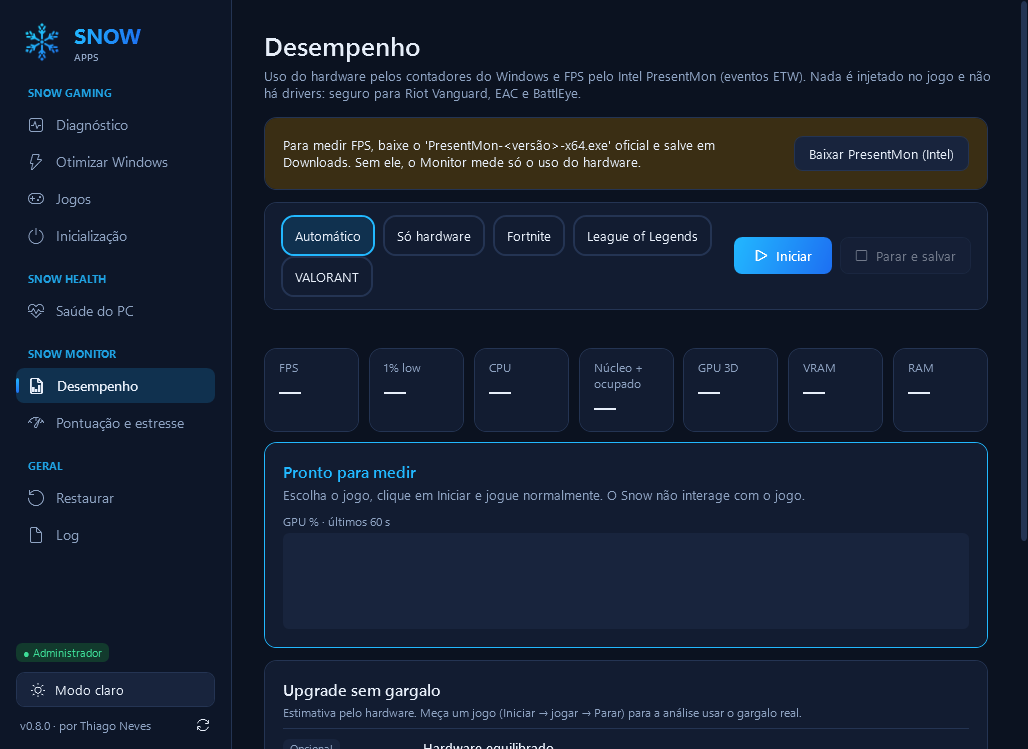 SNOW
APPS
SNOW GAMING
Diagnóstico
Otimizar Windows
Jogos
Inicialização
SNOW HEALTH
Saúde do PC
SNOW MONITOR
Desempenho
Pontuação e estresse
GERAL
Restaurar
Log
Administrador
Modo claro
v0.8.0 · por Thiago Neves
Desempenho
Uso do hardware pelos contadores do Windows e FPS pelo Intel PresentMon (eventos ETW). Nada é injetado no jogo e não
há drivers: seguro para Riot Vanguard, EAC e BattlEye.
Para medir FPS, baixe o 'PresentMon-<versão>-x64.exe' oficial e salve em
Downloads. Sem ele, o Monitor mede só o uso do hardware.
Baixar PresentMon (Intel)
Automático
Só hardware
Fortnite
League of Legends
VALORANT
Iniciar
Parar e salvar
FPS
—
1% low
—
CPU
—
Núcleo +
ocupado
—
GPU 3D
—
VRAM
—
RAM
—
Pronto para medir
Escolha o jogo, clique em Iniciar e jogue normalmente. O Snow não interage com o jogo.
GPU % · últimos 60 s
Upgrade sem gargalo
Estimativa pelo hardware. Meça um jogo (Iniciar → jogar → Parar) para a análise usar o gargalo real.
Opcional
Hardware equilibrado